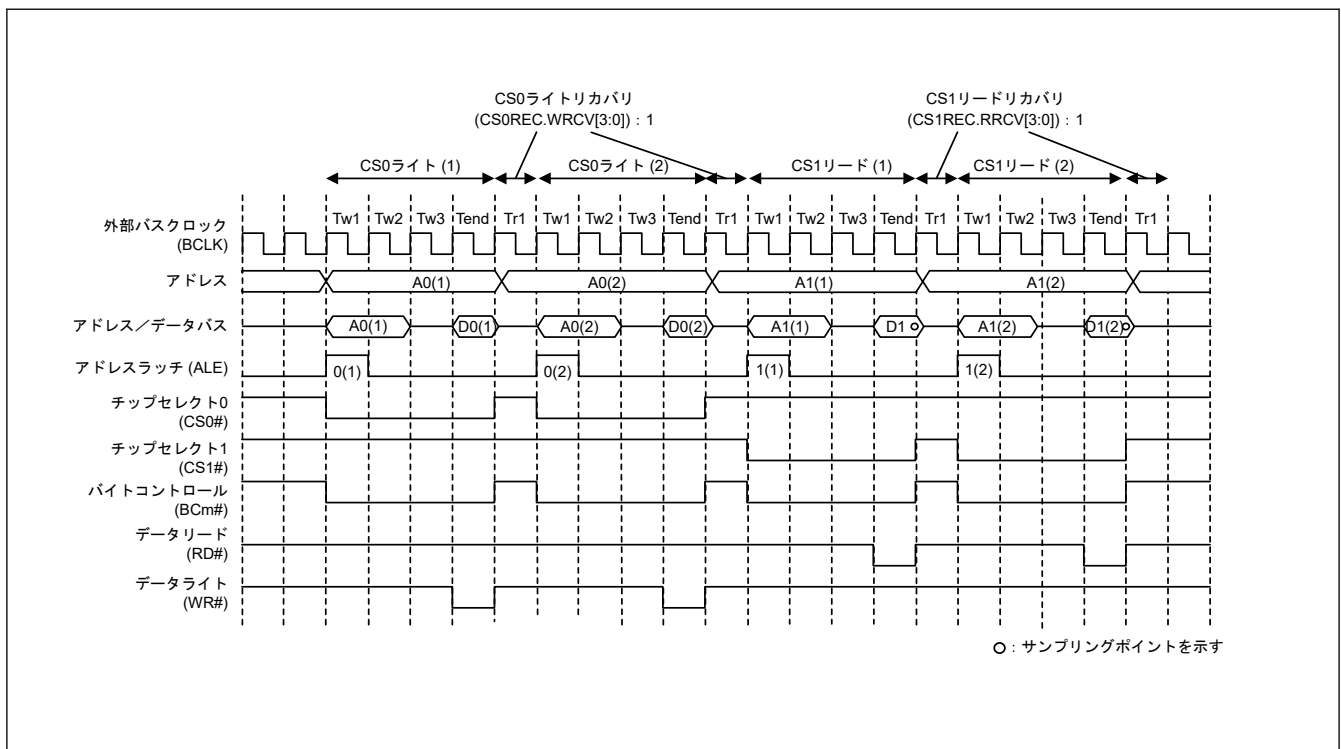 CS0ライトリカバリ
(CS0REC.WRCV[3:0]) : 1
CS1リードリカバリ
(CS1REC.RRCV[3:0]) : 1
CS0ライト (1)
CS0ライト (2)
CS1リード (1)
CS1リード (2)
Tw1 Tw2 Tw3 Tend Tr1 Tw1 Tw2 Tw3 Tend Tr1 Tw1 Tw2 Tw3 Tend Tr1 Tw1 Tw2 Tw3 Tend Tr1
外部バスクロック
(BCLK)
アドレス
A0(1) A0(2) A1(1) A1(2)
アドレス/データバス
A0(1) D0(1) A0(2) D0(2) A1(1) D1 A1(2) D1(2)
アドレスラッチ (ALE)
0(1) 0(2) 1(1) 1(2)
チップセレクト0
(CS0#)
チップセレクト1
(CS1#)
バイトコントロール
(BCm#)
データリード
(RD#)
データライト
(WR#)
:サンプリングポイントを示す